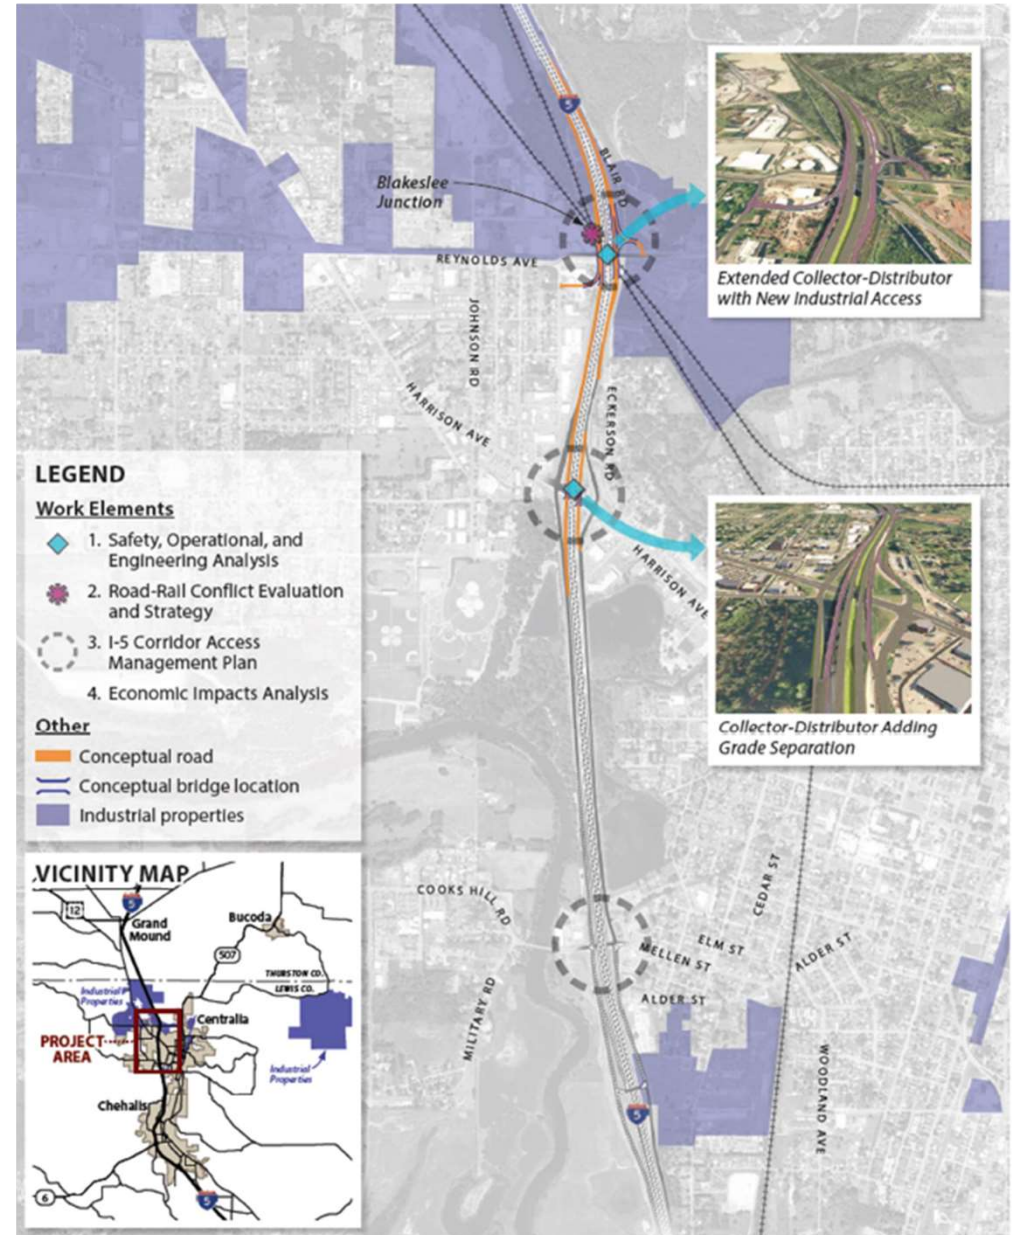 5
BLAIR RD
Blakeslee
Junction
REYNOLDS AVE
JOHNSON RD
HARRISON AVE
ECKERSON RD
HARRISON AVE
Extended Collector-Distributor
with New Industrial Access
Collector-Distributor Adding
Grade Separation
LEGEND
Work Elements
1. Safety, Operational, and
Engineering Analysis
2. Road-Rail Conflict Evaluation
and Strategy
3. I-5 Corridor Access
Management Plan
4. Economic Impacts Analysis
Other
Conceptual road
Conceptual bridge location
Industrial properties
COOKS HILL RD
MELLEN ST
ELM ST
CEDAR ST
ALDER ST
ALDER ST
MILITARY RD
WOODLAND AVE
5
VICINITY MAP
12
5
Grand
Mound
Bucoda
507
THURSTON CO.
LEWIS CO.
Industrial
Properties
Centralia
PROJECT
AREA
Industrial
Properties
Chehalis
6
5